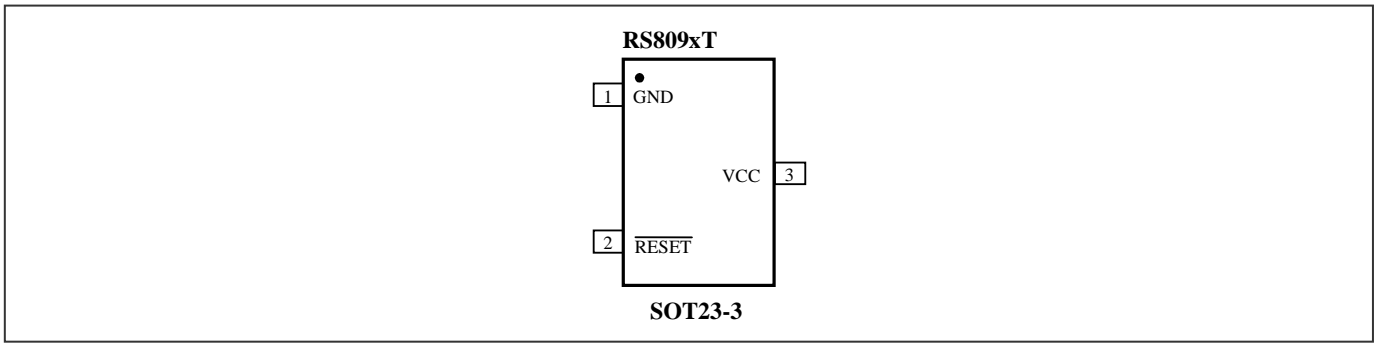 RS809xT
1 GND
VCC 3
2 RESET
SOT23-3